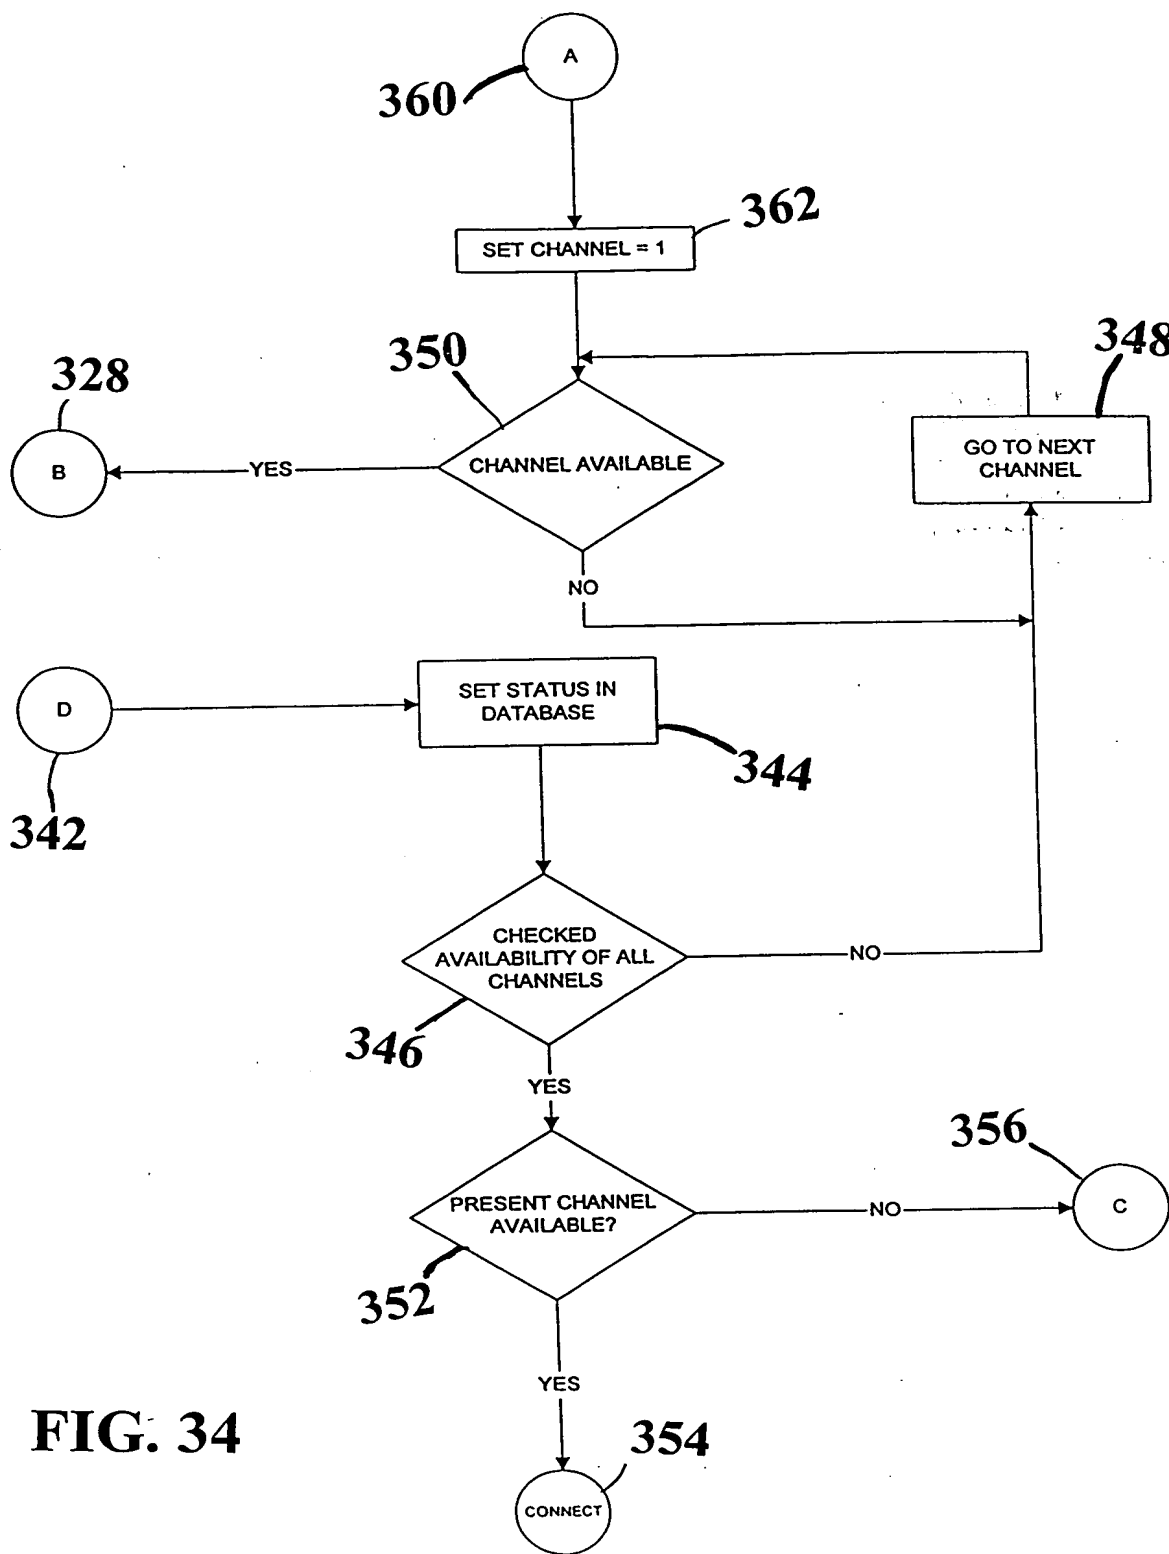 A
360
362
SET CHANNEL = 1
350
348
328
B
YES
CHANNEL AVAILABLE
GO TO NEXT
CHANNEL
NO
D
342
SET STATUS IN
DATABASE
344
CHECKED
AVAILABILITY OF ALL
CHANNELS
NO
346
YES
356
PRESENT CHANNEL
AVAILABLE?
NO
C
352
YES
FIG. 34
354
CONNECT